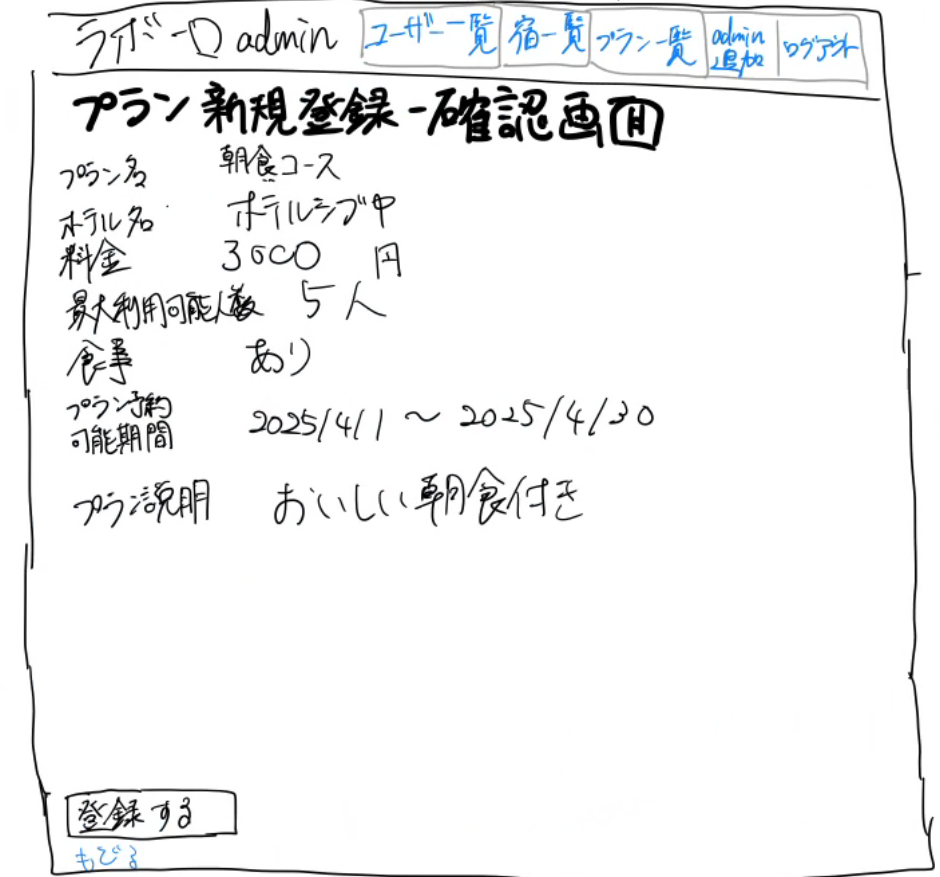 ライボーロ admin ユーザー一覧 宿一覧 プラン一覧 admin追加 ログアウト
プラン新規登録-確認画面
プラン名 朝食コース
ホテル名 ホテルシブ中
料金 3000 円
最大利用可能人数 5人
食事 あり
プラン予約
可能期間 2025/4/1 ～ 2025/4/30
プラン説明 おいしい朝食付き
登録する
もどる